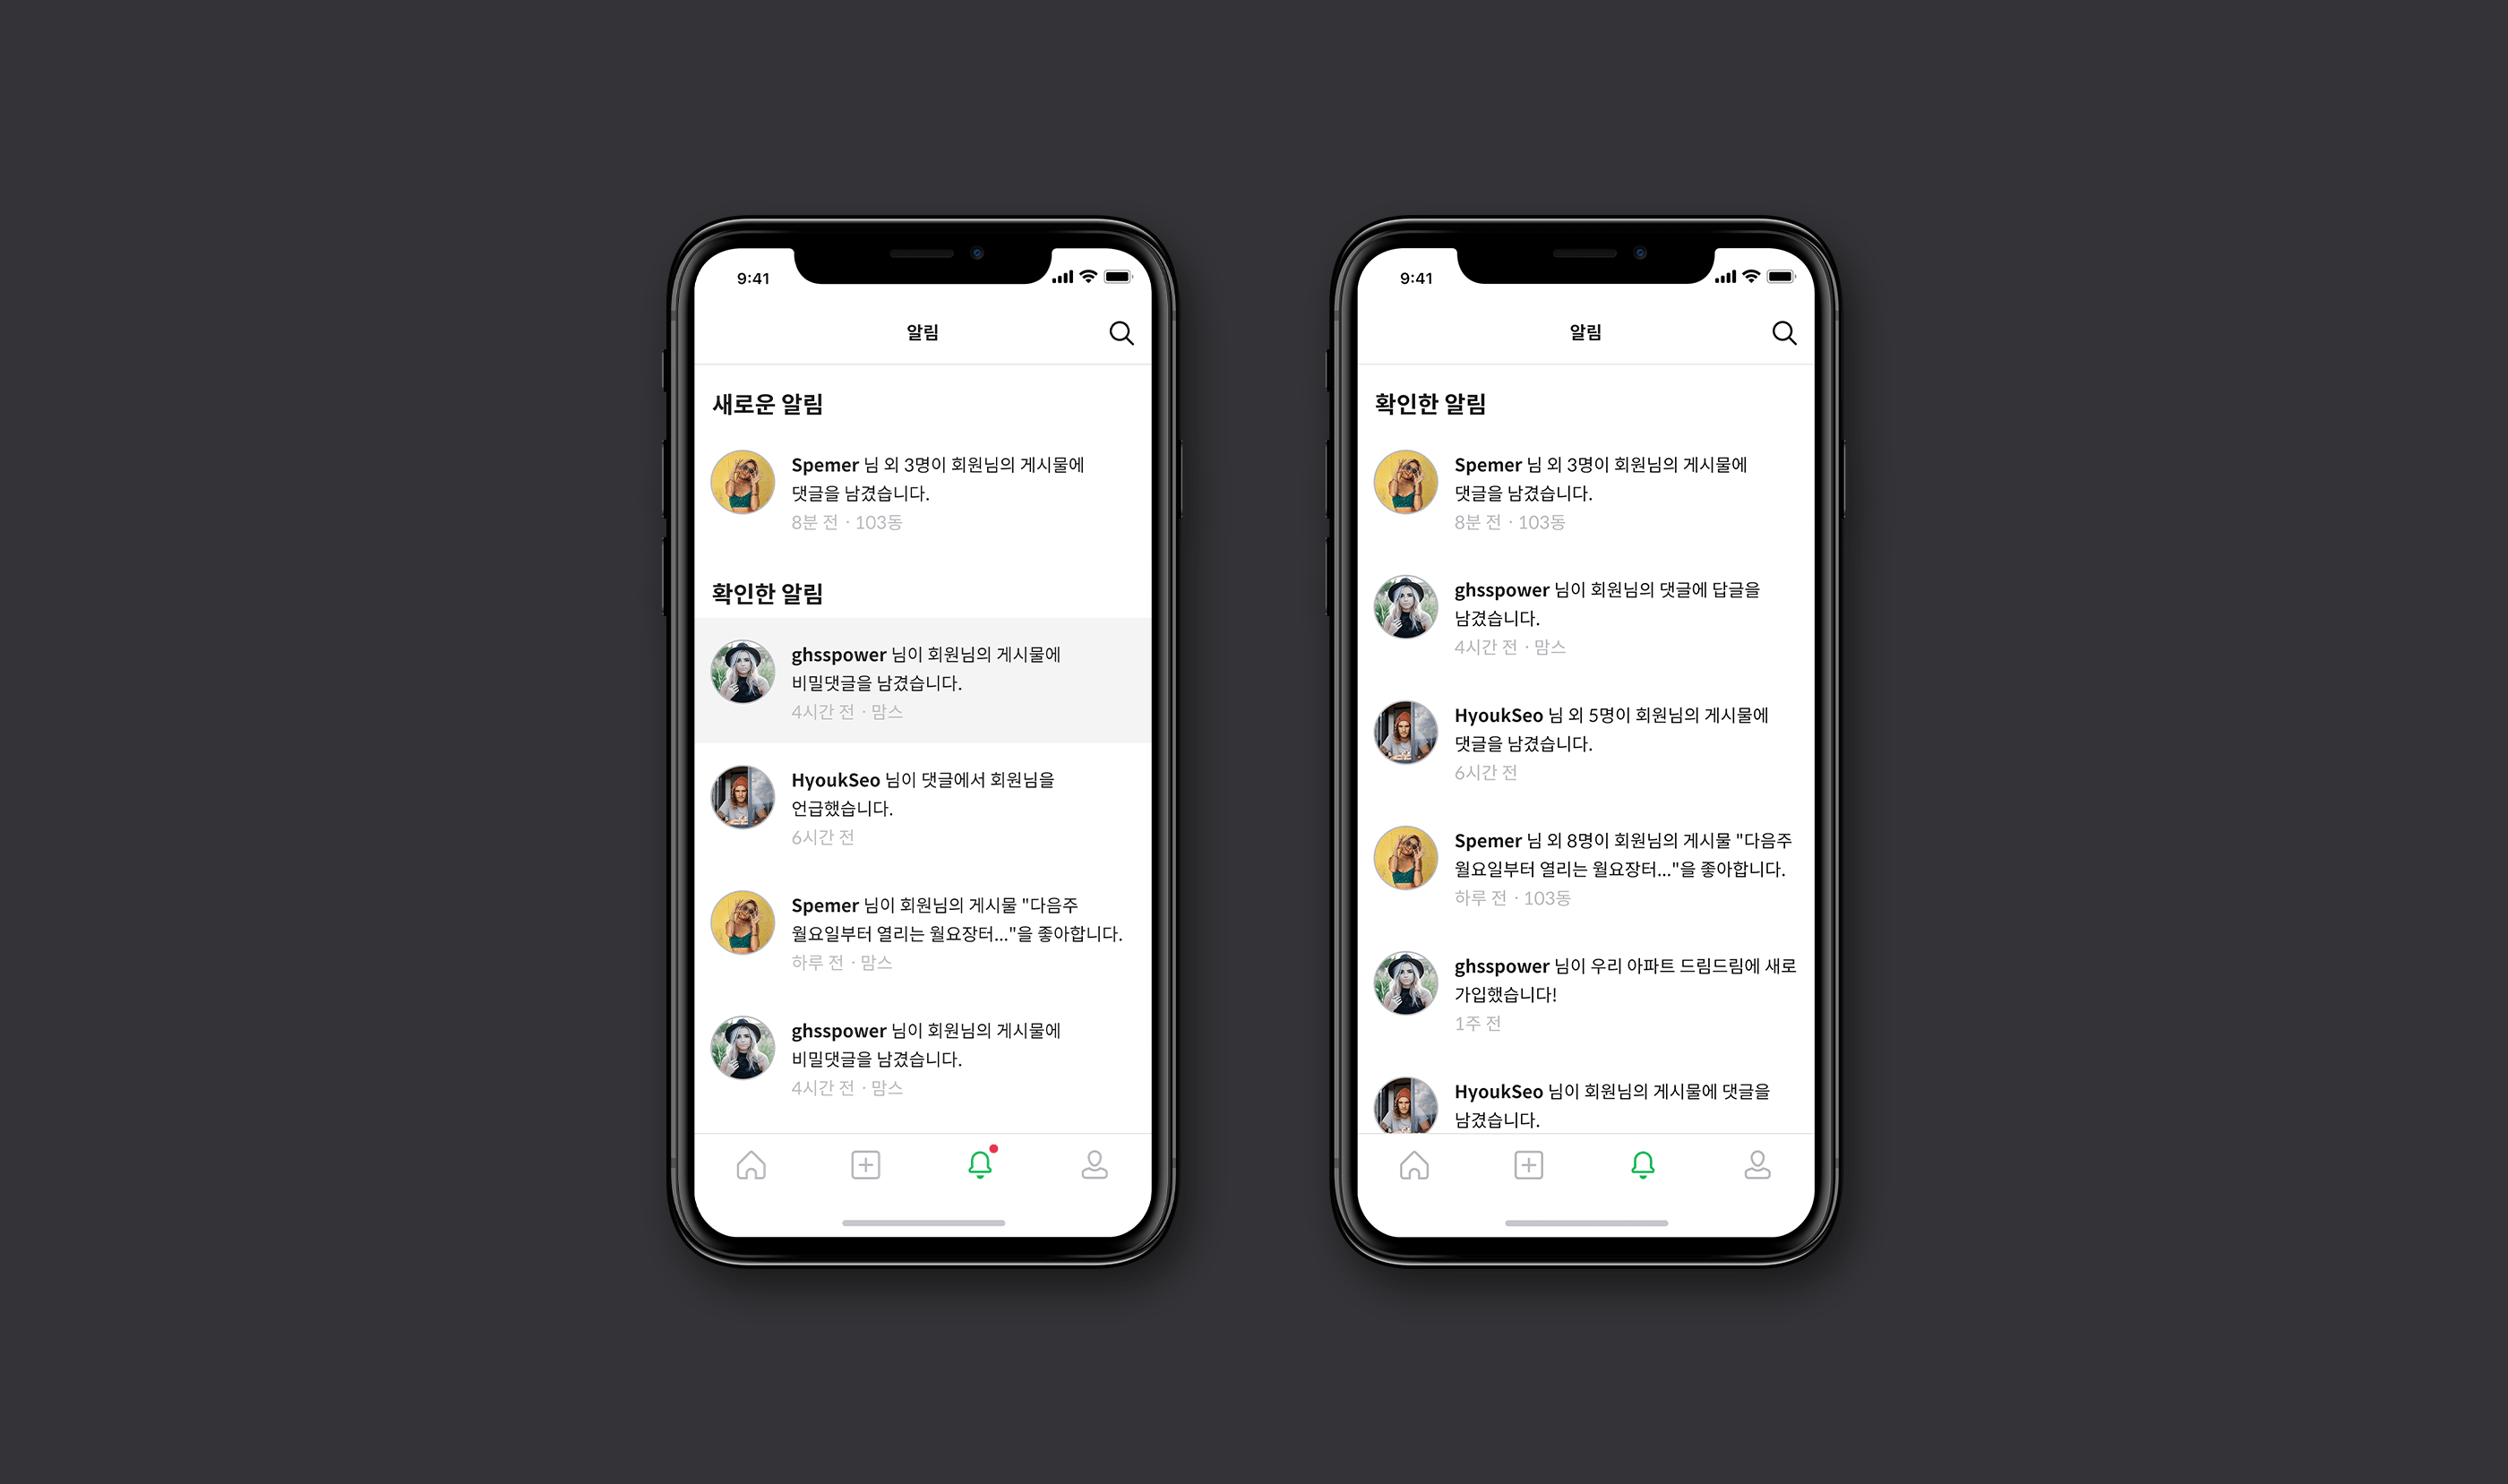 9:41
알림
새로운 알림
Spemer 님 외 3명이 회원님의 게시물에
댓글을 남겼습니다.
8분 전 · 103동
확인한 알림
ghsspower 님이 회원님의 게시물에
비밀댓글을 남겼습니다.
4시간 전 · 맘스
HyoukSeo 님이 댓글에서 회원님을
언급했습니다.
6시간 전
Spemer 님이 회원님의 게시물 "다음주
월요일부터 열리는 월요장터..."을 좋아합니다.
하루 전 · 맘스
ghsspower 님이 회원님의 게시물에
비밀댓글을 남겼습니다.
4시간 전 · 맘스
9:41
알림
확인한 알림
Spemer 님 외 3명이 회원님의 게시물에
댓글을 남겼습니다.
8분 전 · 103동
ghsspower 님이 회원님의 댓글에 답글을
남겼습니다.
4시간 전 · 맘스
HyoukSeo 님 외 5명이 회원님의 게시물에
댓글을 남겼습니다.
6시간 전
Spemer 님 외 8명이 회원님의 게시물 "다음주
월요일부터 열리는 월요장터..."을 좋아합니다.
하루 전 · 103동
ghsspower 님이 우리 아파트 드림드림에 새로
가입했습니다!
1주 전
HyoukSeo 님이 회원님의 게시물에 댓글을
남겼습니다.